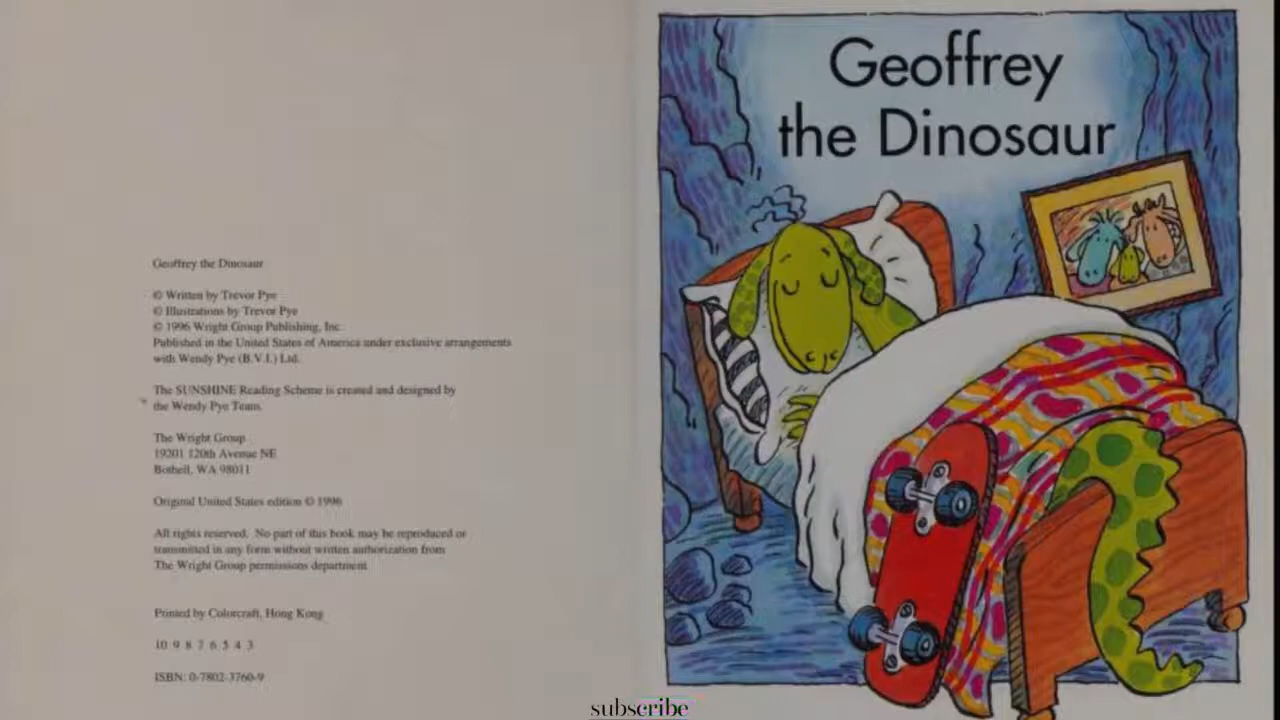 Geoffrey the Dinosaur
© Written by Trevor Pye
© Illustrations by Trevor Pye
© 1996 Wright Group Publishing, Inc.
Published in the United States of America under exclusive arrangements
with Wendy Pye (B.V.I.) Ltd.
The SUNSHINE Reading Scheme is created and designed by
the Wendy Pye Team.
The Wright Group
19201 120th Avenue NE
Bothell, WA 98011
Original United States edition © 1996
All rights reserved. No part of this book may be reproduced or
transmitted in any form without written authorization from
The Wright Group permissions department
Printed by Colorcraft, Hong Kong
10 9 8 7 6 5 4 3
ISBN: 0-7802-3760-9
Geoffrey
the Dinosaur
subscribe